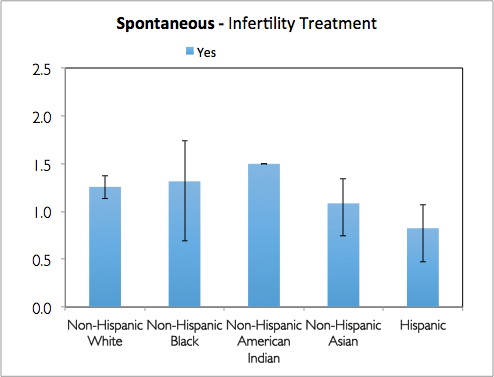 Spontaneous - Infertility Treatment
Yes
2.5
2.0
1.5
1.0
0.5
0.0
Non-Hispanic White
Non-Hispanic Black
Non-Hispanic American Indian
Non-Hispanic Asian
Hispanic